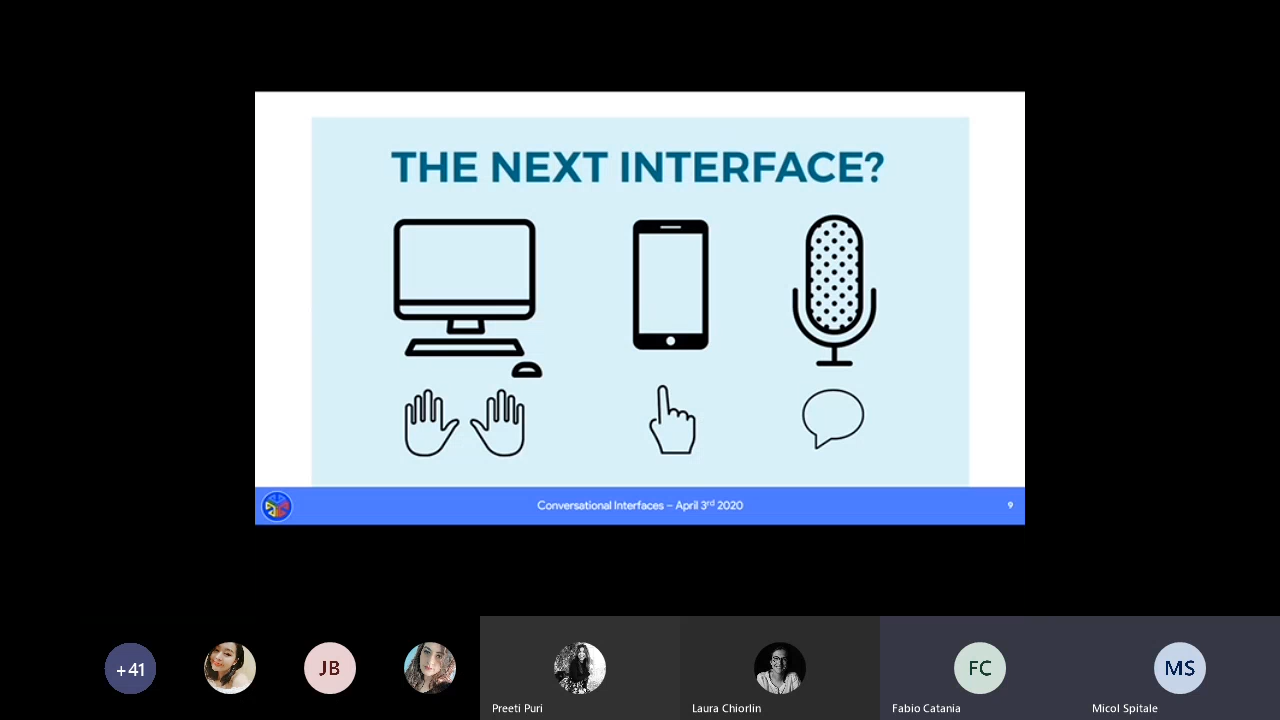 THE NEXT INTERFACE?
Conversational Interfaces – April 3rd 2020
9
+41
JB
FC
MS
Preeti Puri
Laura Chiorlin
Fabio Catania
Micol Spitale